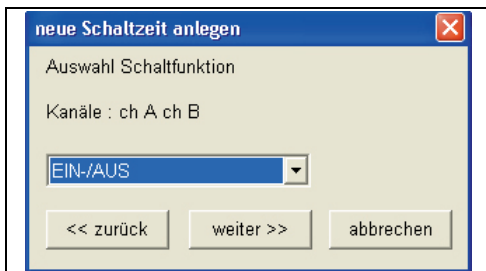 neue Schaltzeit anlegen
Auswahl Schaltfunktion
Kanäle : ch A ch B
EIN-/AUS
<< zurück weiter >> abbrechen